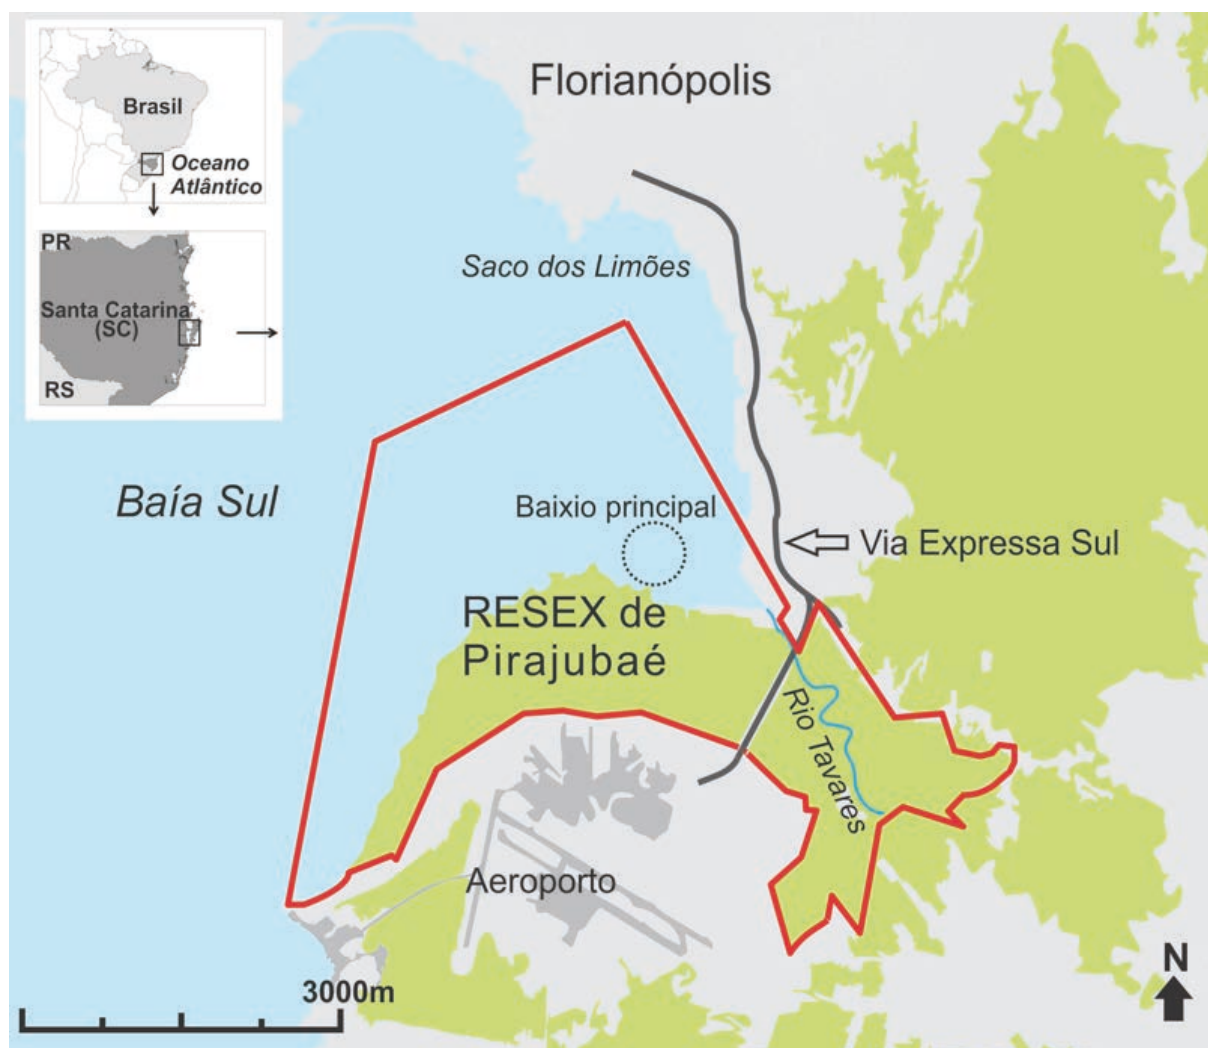 Brasil
Oceano
Atlântico
PR
Santa Catarina
(SC)
RS
Florianópolis
Saco dos Limões
Baía Sul
Baixio principal
Via Expressa Sul
RESEX de
Pirajubaé
Rio Tavares
Aeroporto
3000m
N